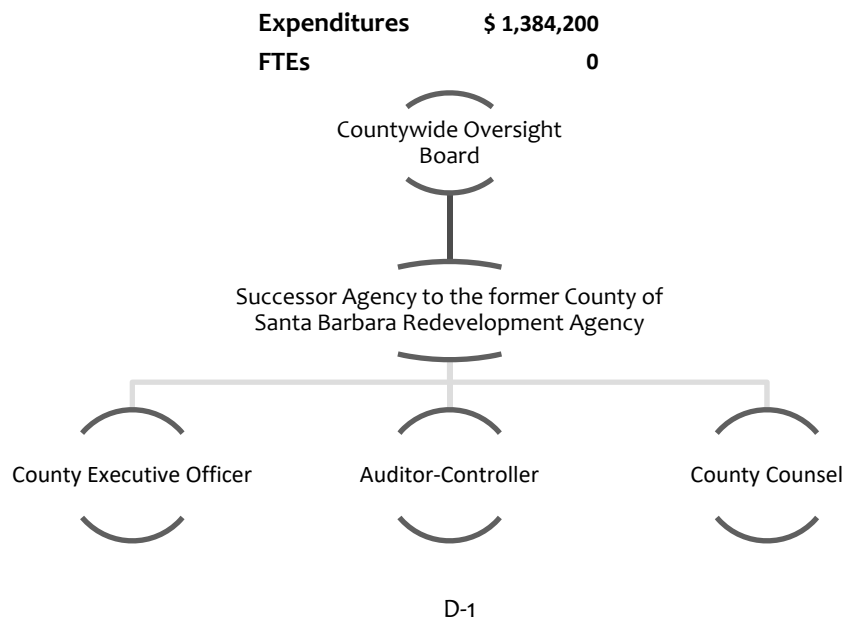 Expenditures $ 1,384,200
FTEs 0
Countywide Oversight
Board
Successor Agency to the former County of
Santa Barbara Redevelopment Agency
County Executive Officer
Auditor-Controller
County Counsel
D-1